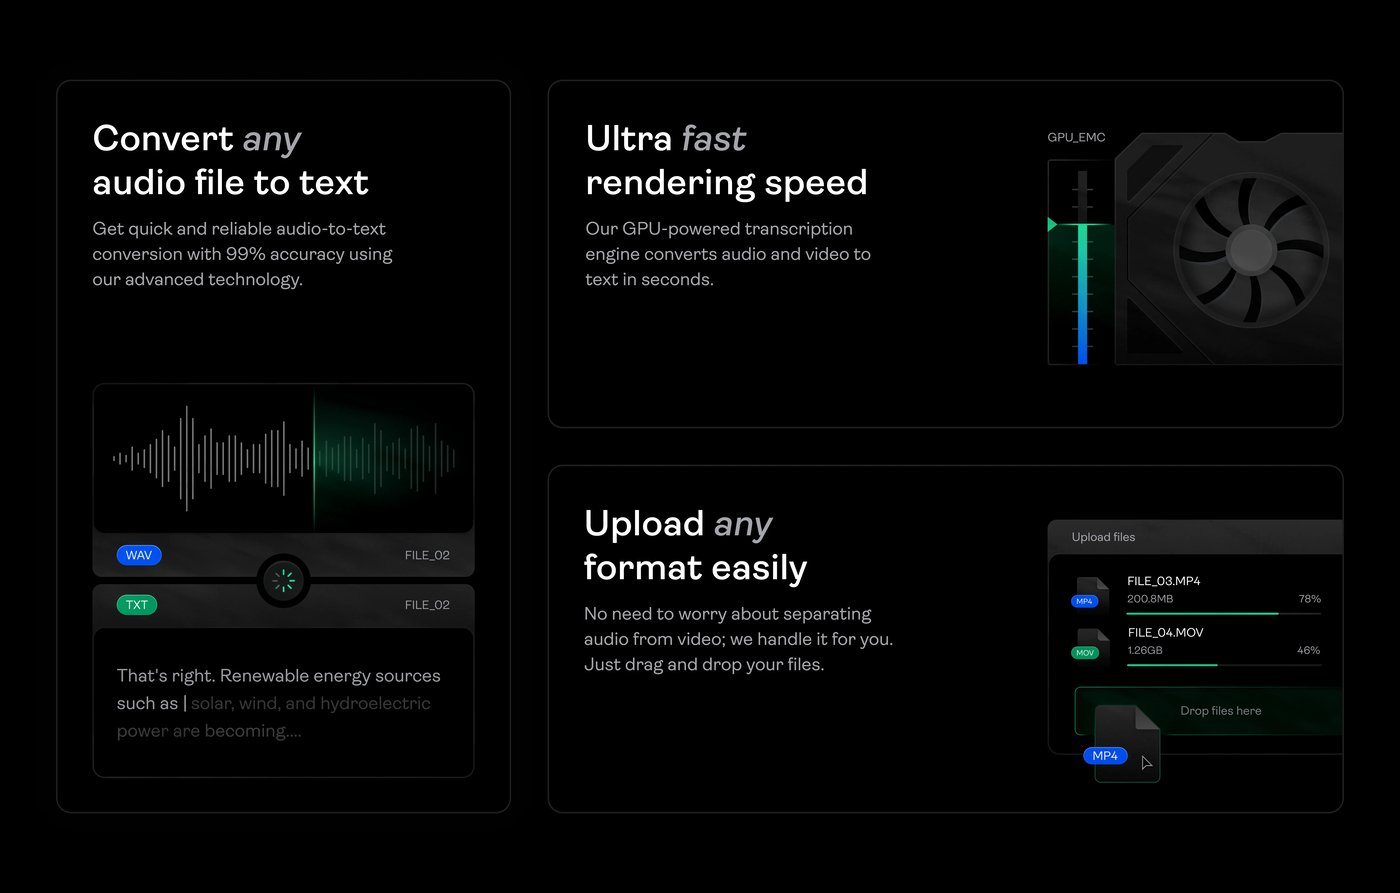 Convert any
audio file to text
Get quick and reliable audio-to-text
conversion with 99% accuracy using
our advanced technology.
WAV
FILE_02
TXT
FILE_02
That's right. Renewable energy sources
such as | solar, wind, and hydroelectric
power are becoming....
Ultra fast
rendering speed
Our GPU-powered transcription
engine converts audio and video to
text in seconds.
GPU_EMC
Upload any
format easily
No need to worry about separating
audio from video; we handle it for you.
Just drag and drop your files.
Upload files
FILE_03.MP4
MP4
200.8MB
78%
FILE_04.MOV
MOV
1.26GB
46%
Drop files here
MP4